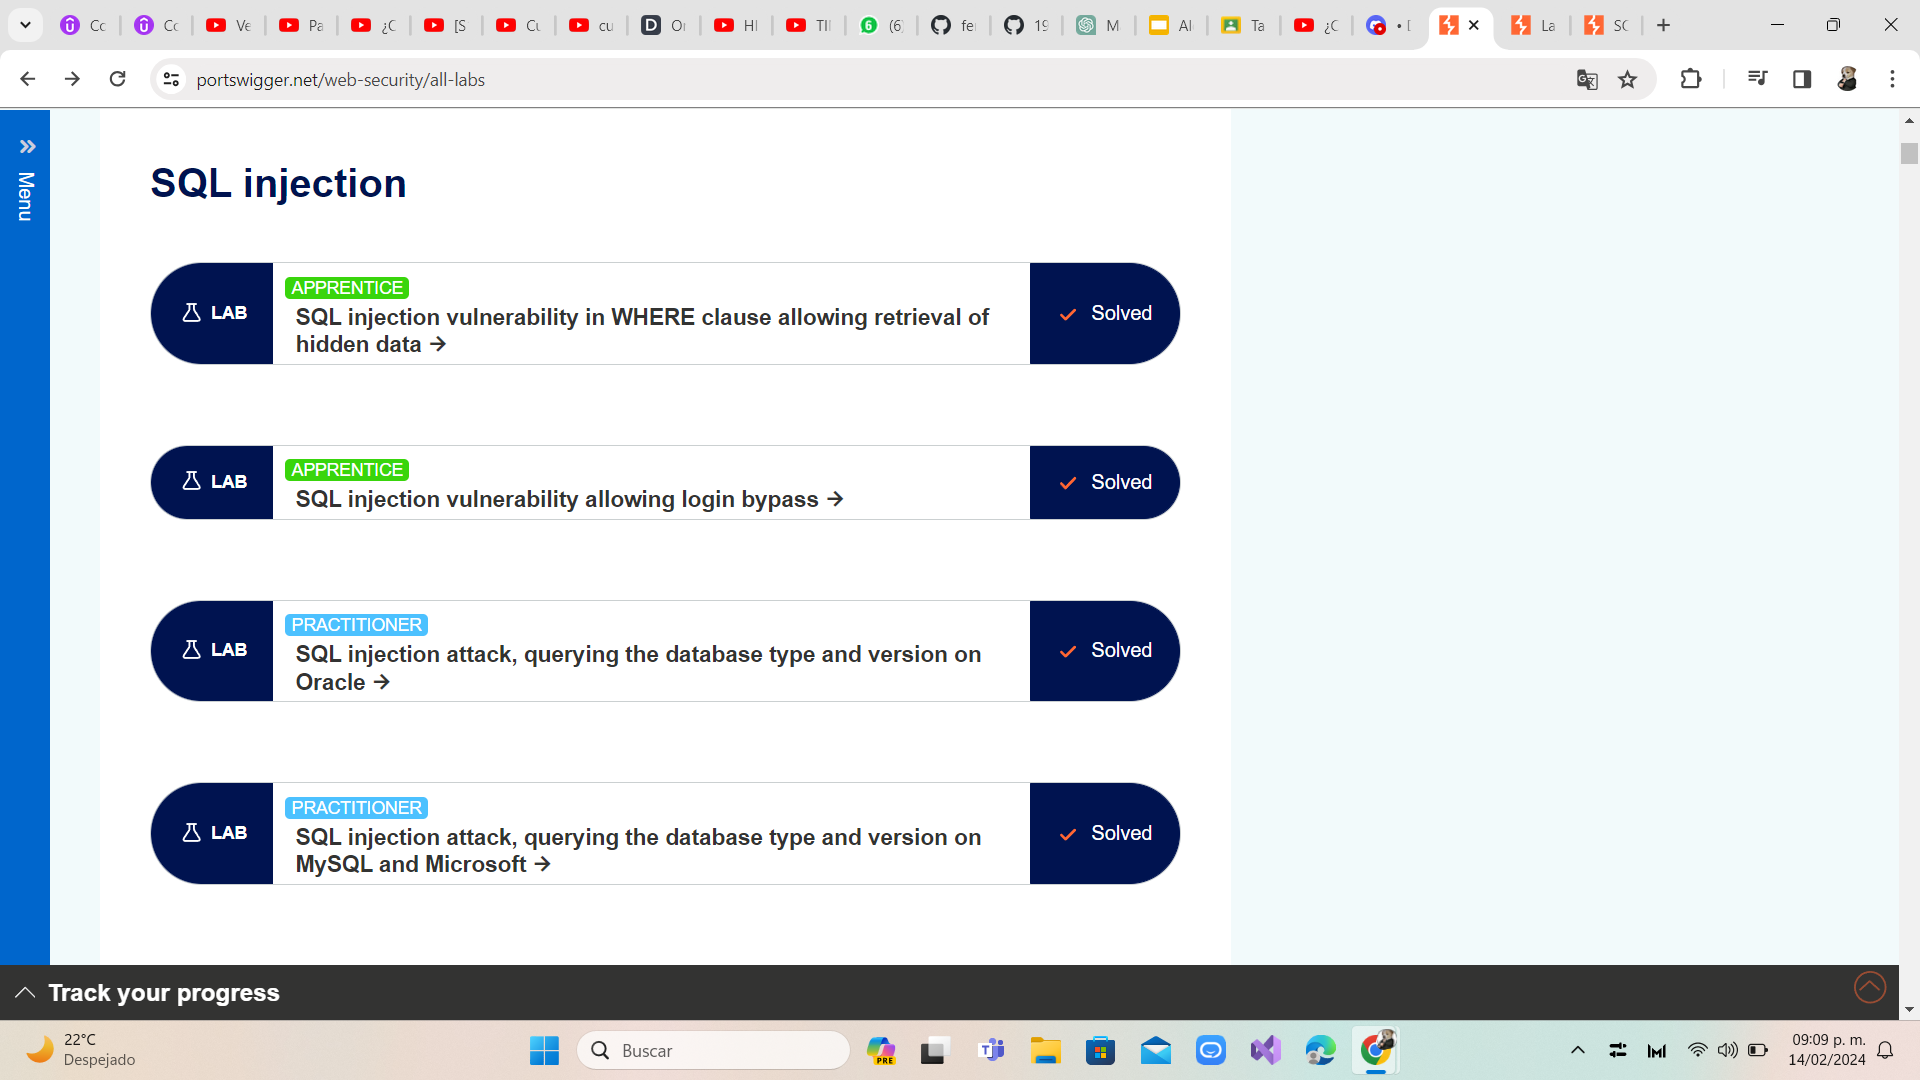 Cc
Cc
Ve
Pa
¿C
[S
Cu
cu
Or
HI
TII
(6)
fe
19
M
Al
Ta
¿C
• [
La
SC
portswigger.net/web-security/all-labs
Menu
SQL injection
LAB
APPRENTICE
SQL injection vulnerability in WHERE clause allowing retrieval of
hidden data →
Solved
LAB
APPRENTICE
SQL injection vulnerability allowing login bypass →
Solved
LAB
PRACTITIONER
SQL injection attack, querying the database type and version on
Oracle →
Solved
LAB
PRACTITIONER
SQL injection attack, querying the database type and version on
MySQL and Microsoft →
Solved
Track your progress
22°C
Despejado
Buscar
PRE
09:09 p. m.
14/02/2024